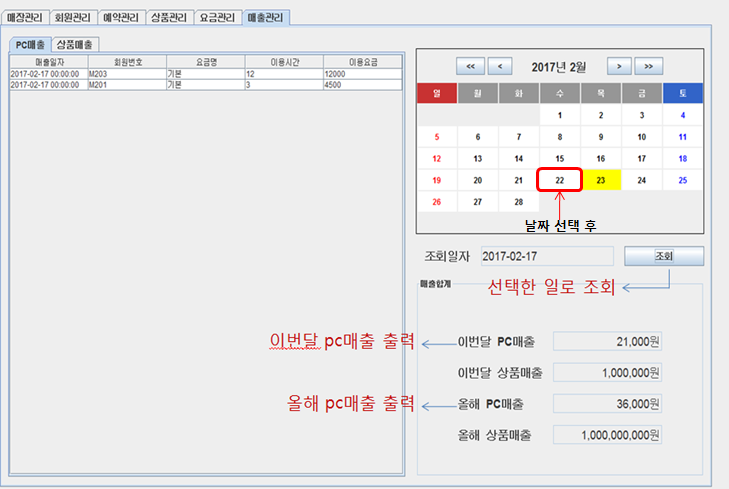 매장관리 회원관리 예약관리 상품관리 요금관리 매출관리
PC매출 상품매출
매출일자 회원번호 요금명 이용시간 이용요금
2017-02-17 00:00:00 M203 기본 12 12000
2017-02-17 00:00:00 M201 기본 3 4500
<< < 2017년 2월 > >>
일 월 화 수 목 금 토
1 2 3 4
5 6 7 8 9 10 11
12 13 14 15 16 17 18
19 20 21 22 23 24 25
26 27 28
날짜 선택 후
조회일자 2017-02-17 조회
매출합계
선택한 일로 조회
이번달 pc매출 출력
이번달 PC매출 21,000원
이번달 상품매출 1,000,000원
올해 pc매출 출력
올해 PC매출 36,000원
올해 상품매출 1,000,000,000원